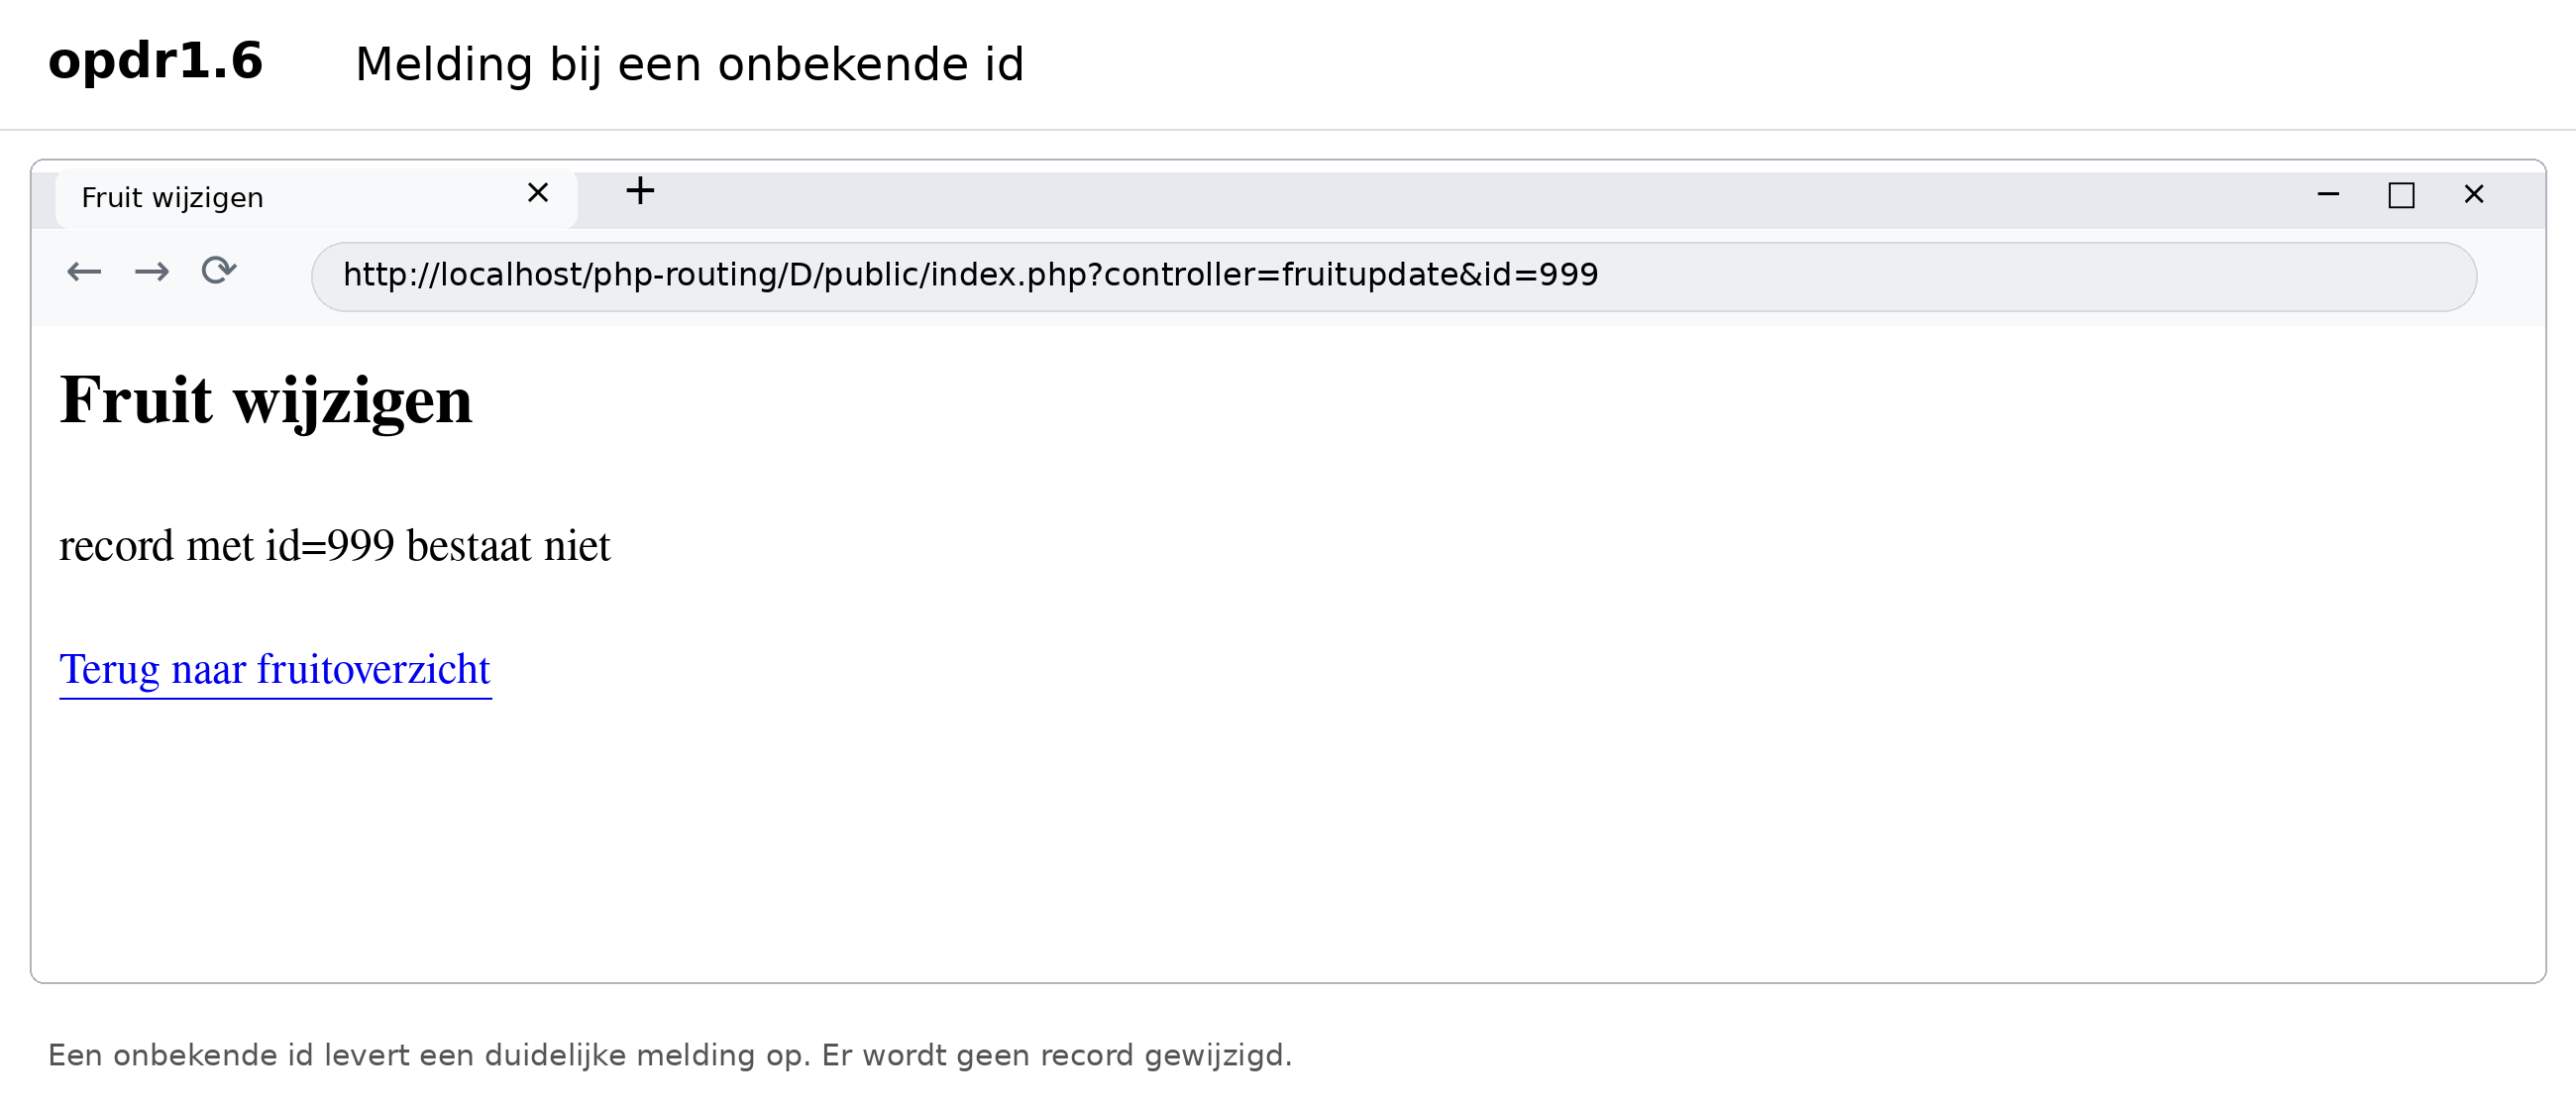 opdr1.6 Melding bij een onbekende id
Fruit wijzigen × + − □ ×
← → ⟳ http://localhost/php-routing/D/public/index.php?controller=fruitupdate&id=999
Fruit wijzigen
record met id=999 bestaat niet
Terug naar fruitoverzicht
Een onbekende id levert een duidelijke melding op. Er wordt geen record gewijzigd.